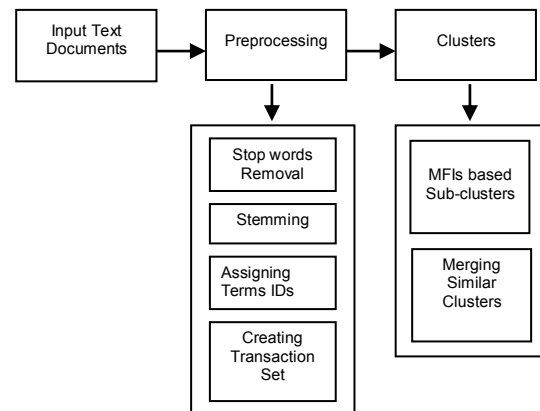 Input Text
Documents
Preprocessing
Clusters
Stop words
Removal
Stemming
Assigning
Terms IDs
Creating
Transaction
Set
MFIs based
Sub-clusters
Merging
Similar
Clusters